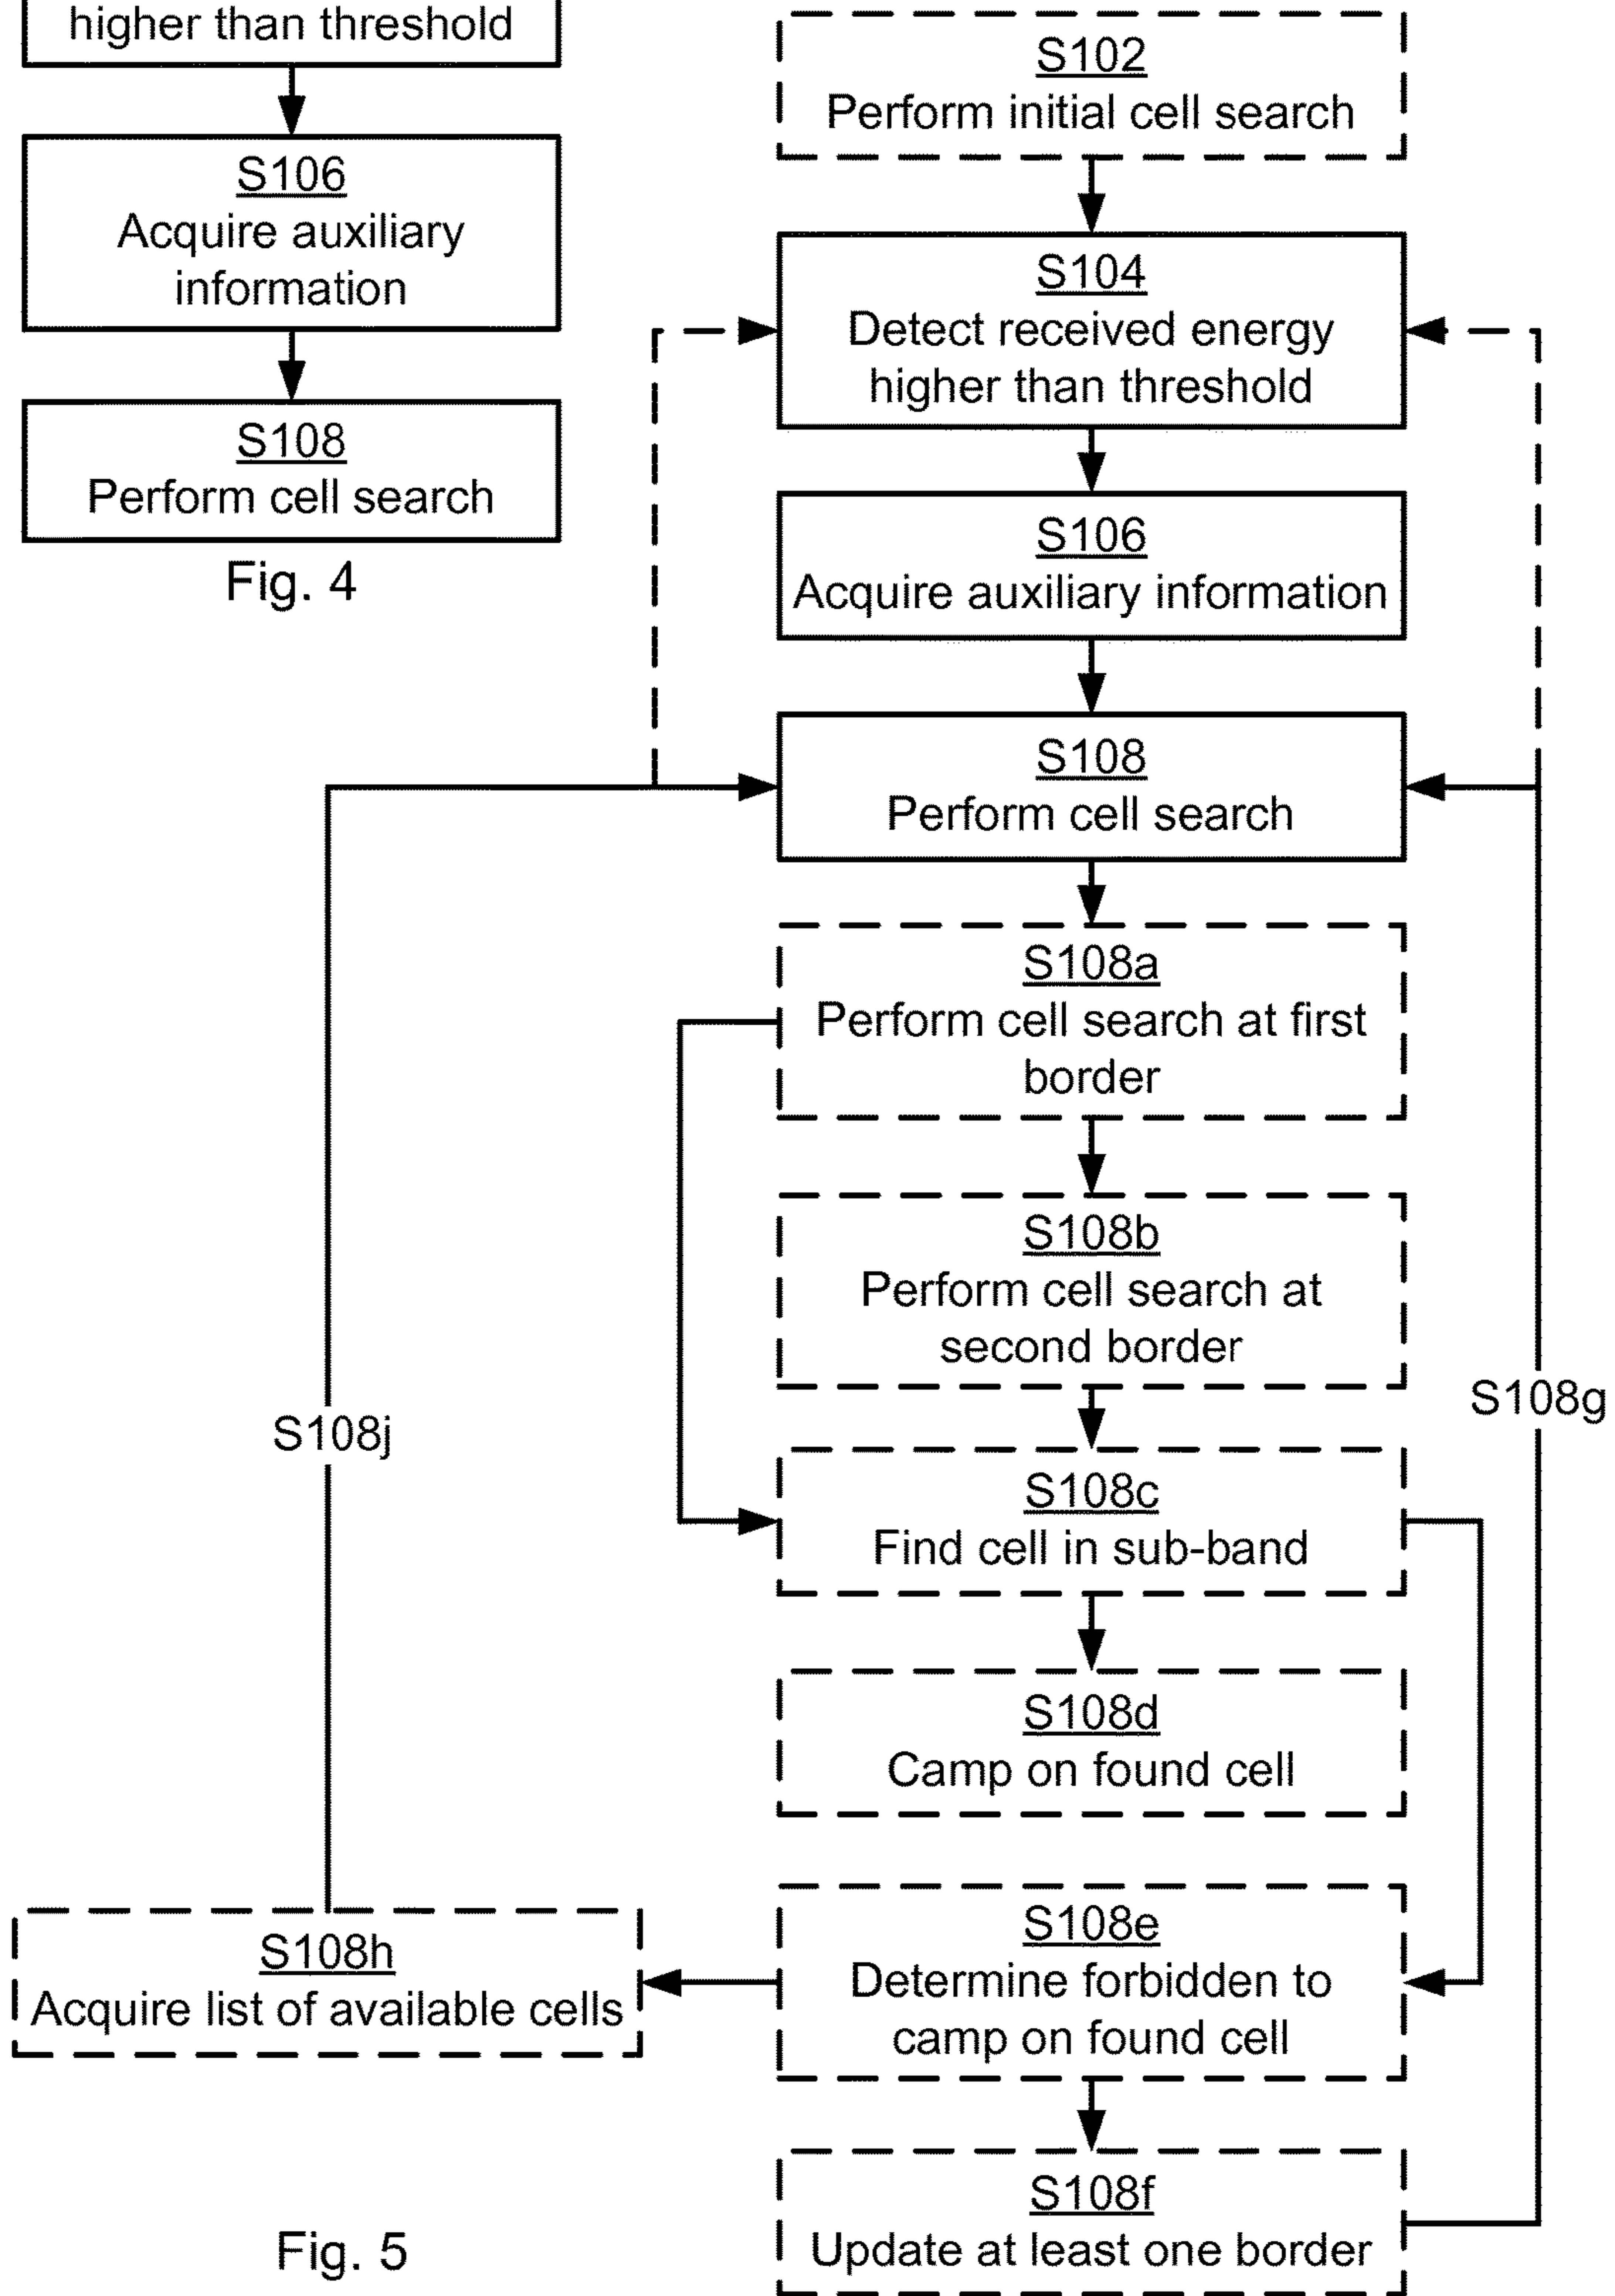 higher than threshold
S106
Acquire auxiliary
information
S108
Perform cell search
Fig. 4
S102
Perform initial cell search
S104
Detect received energy
higher than threshold
S106
Acquire auxiliary information
S108
Perform cell search
S108a
Perform cell search at first
border
S108b
Perform cell search at
second border
S108g
S108j
S108c
Find cell in sub-band
S108d
Camp on found cell
S108e
Determine forbidden to
camp on found cell
S108h
Acquire list of available cells
S108f
Update at least one border
Fig. 5